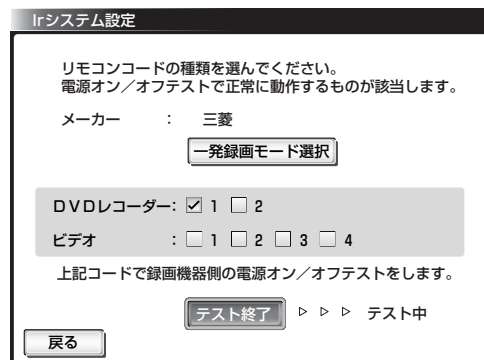 Irシステム設定
リモコンコードの種類を選んでください。
電源オン／オフテストで正常に動作するものが該当します。
メーカー ： 三菱
一発録画モード選択
DVDレコーダー： 1 2
ビデオ ： 1 2 3 4
上記コードで録画機器側の電源オン／オフテストをします。
テスト終了 ▷ ▷ ▷ テスト中
戻る